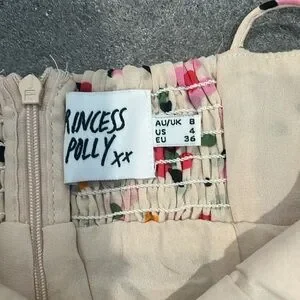 RINCESS
POLLY xx
AU/UK 8
US 4
EU 36